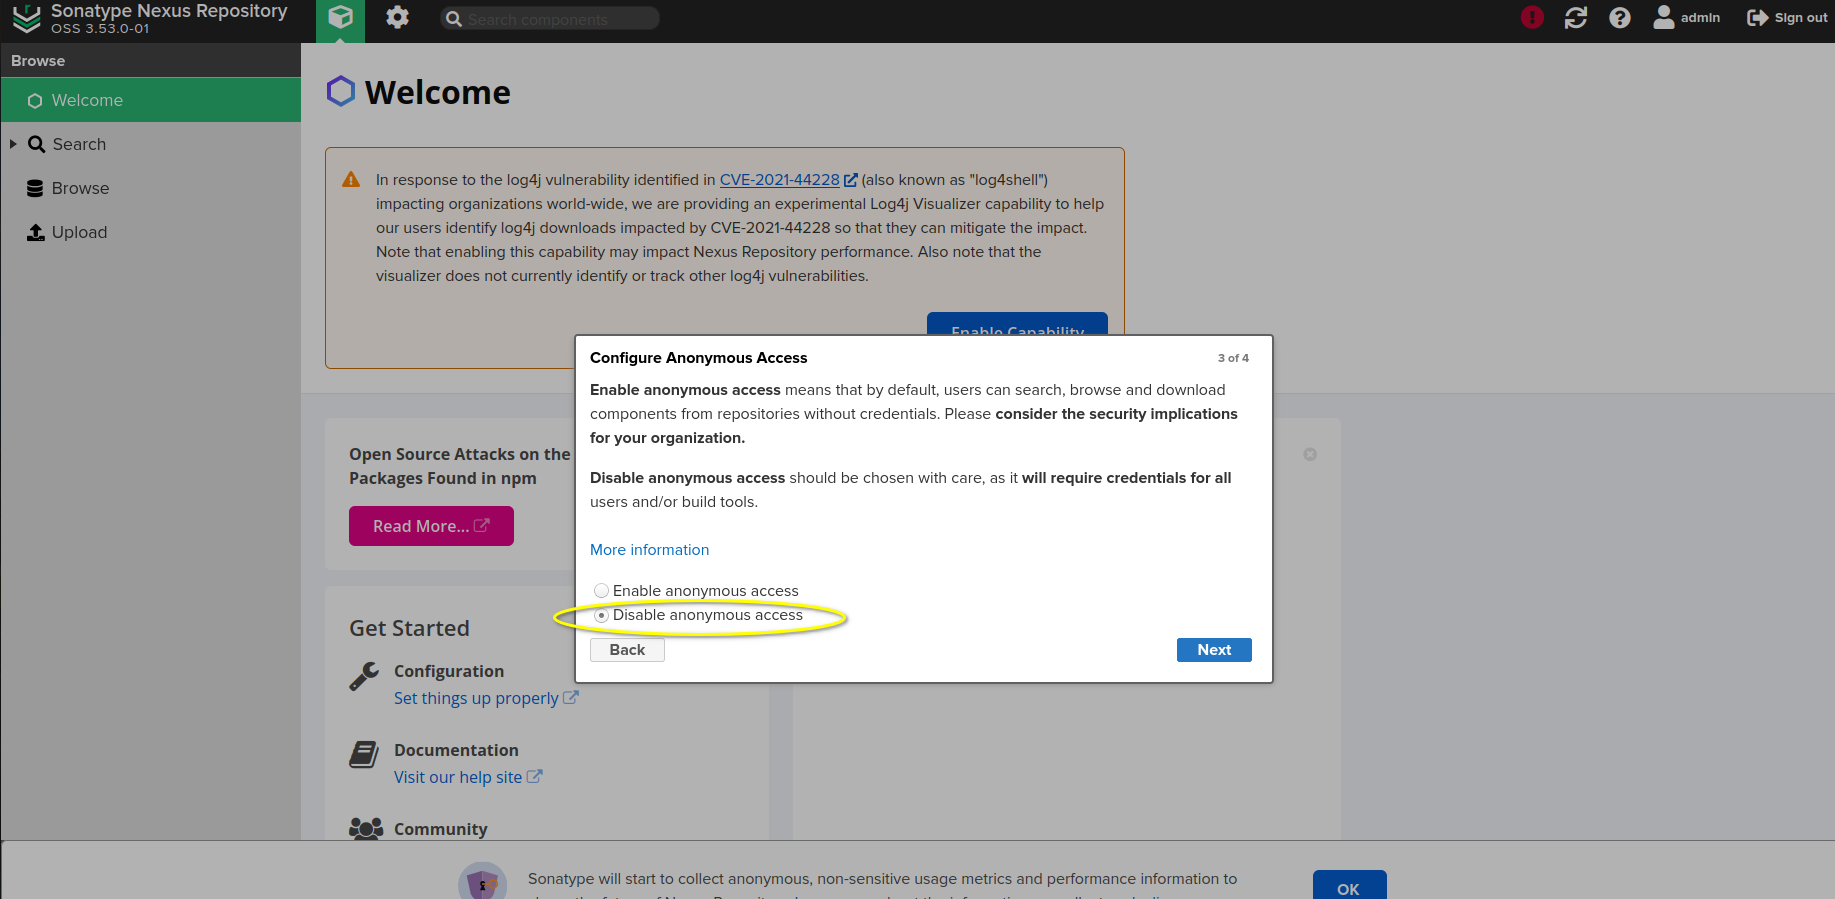 Sonatype Nexus Repository
OSS 3.53.0-01
Search components
admin
Sign out
Browse
Welcome
Search
Browse
Upload
Welcome
In response to the log4j vulnerability identified in CVE-2021-44228 (also known as "log4shell")
impacting organizations world-wide, we are providing an experimental Log4j Visualizer capability to help
our users identify log4j downloads impacted by CVE-2021-44228 so that they can mitigate the impact.
Note that enabling this capability may impact Nexus Repository performance. Also note that the
visualizer does not currently identify or track other log4j vulnerabilities.
Enable Capability
Configure Anonymous Access
3 of 4
Enable anonymous access means that by default, users can search, browse and download
components from repositories without credentials. Please consider the security implications
for your organization.
Disable anonymous access should be chosen with care, as it will require credentials for all
users and/or build tools.
More information
Enable anonymous access
Disable anonymous access
Back
Next
Open Source Attacks on the
Packages Found in npm
Read More...
Get Started
Configuration
Set things up properly
Documentation
Visit our help site
Community
Sonatype will start to collect anonymous, non-sensitive usage metrics and performance information to
OK